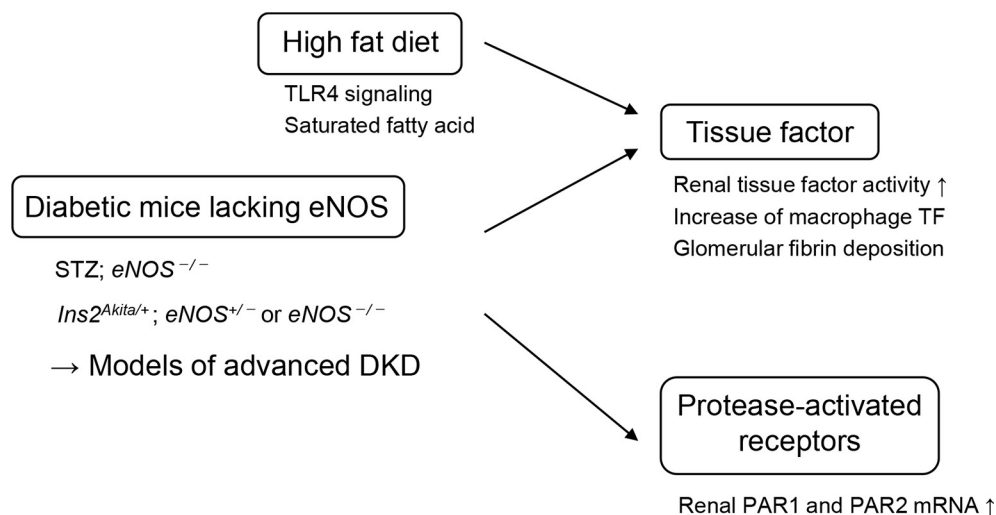 High fat diet
TLR4 signaling
Saturated fatty acid
Diabetic mice lacking eNOS
STZ; eNOS −/−
Ins2Akita/+; eNOS+/− or eNOS −/−
→ Models of advanced DKD
Tissue factor
Renal tissue factor activity ↑
Increase of macrophage TF
Glomerular fibrin deposition
Protease-activated
receptors
Renal PAR1 and PAR2 mRNA ↑